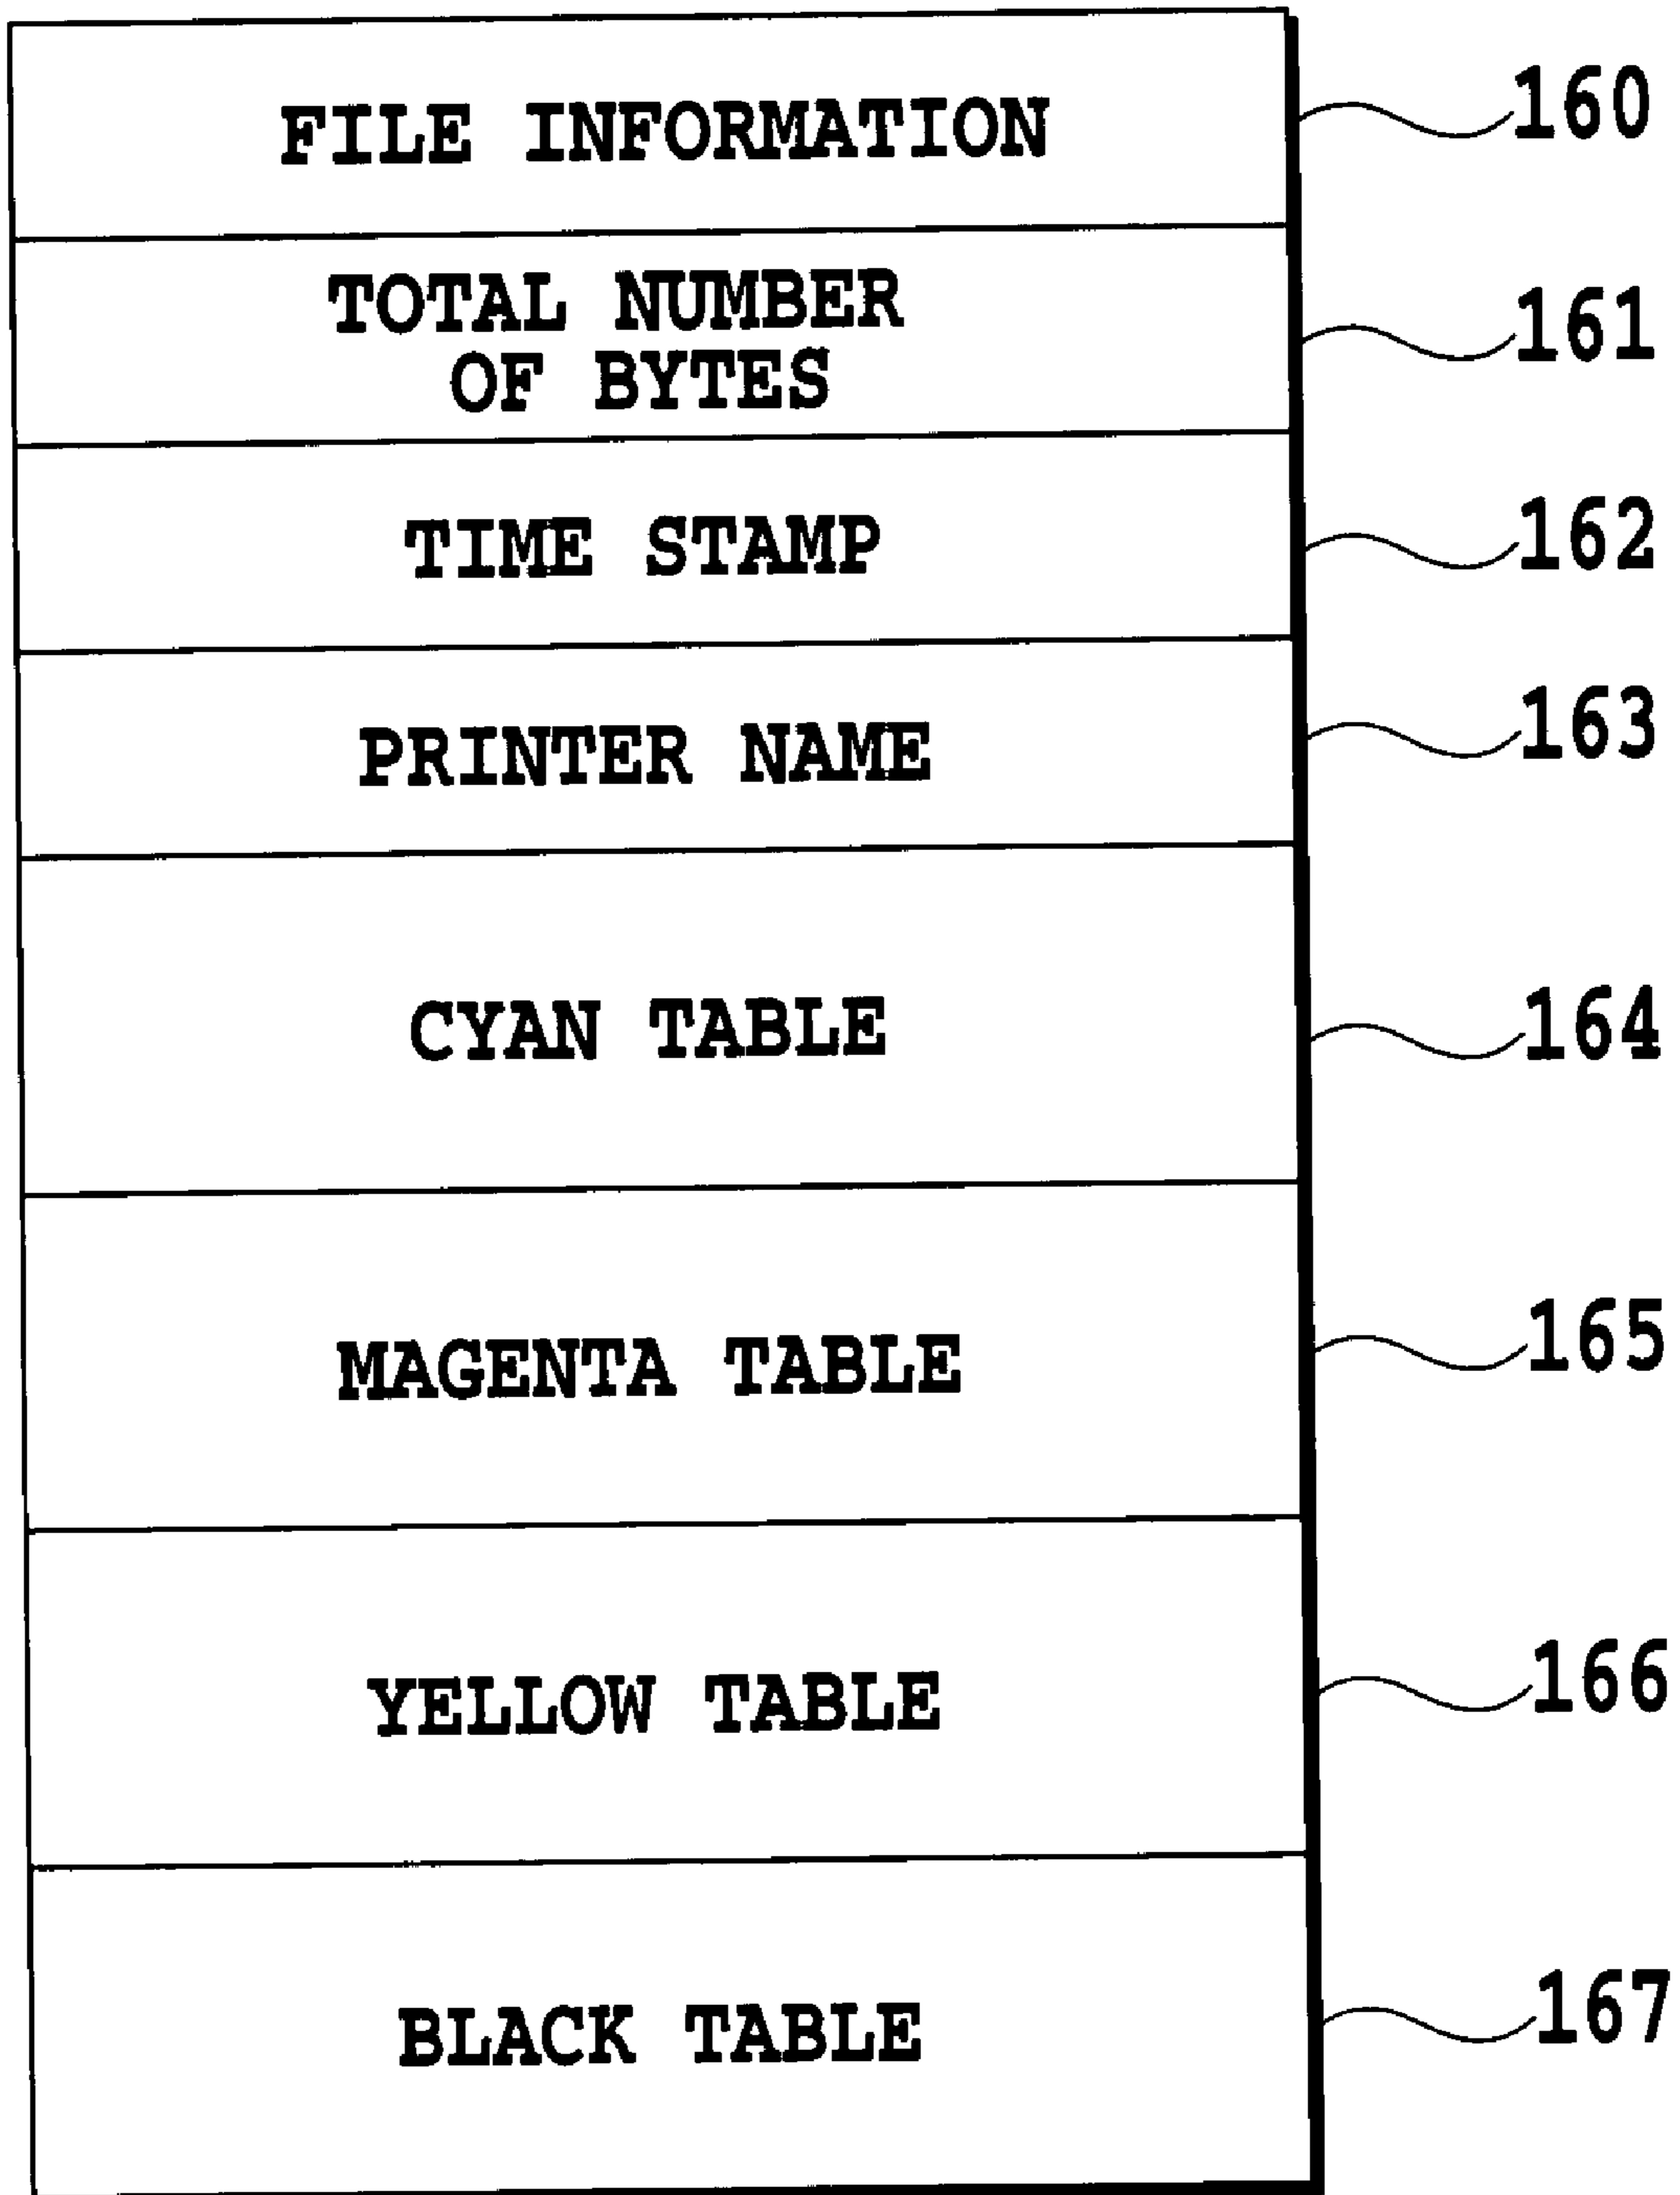 FILE INFORMATION
160
TOTAL NUMBER
OF BYTES
161
TIME STAMP
162
PRINTER NAME
163
CYAN TABLE
164
MAGENTA TABLE
165
YELLOW TABLE
166
BLACK TABLE
167